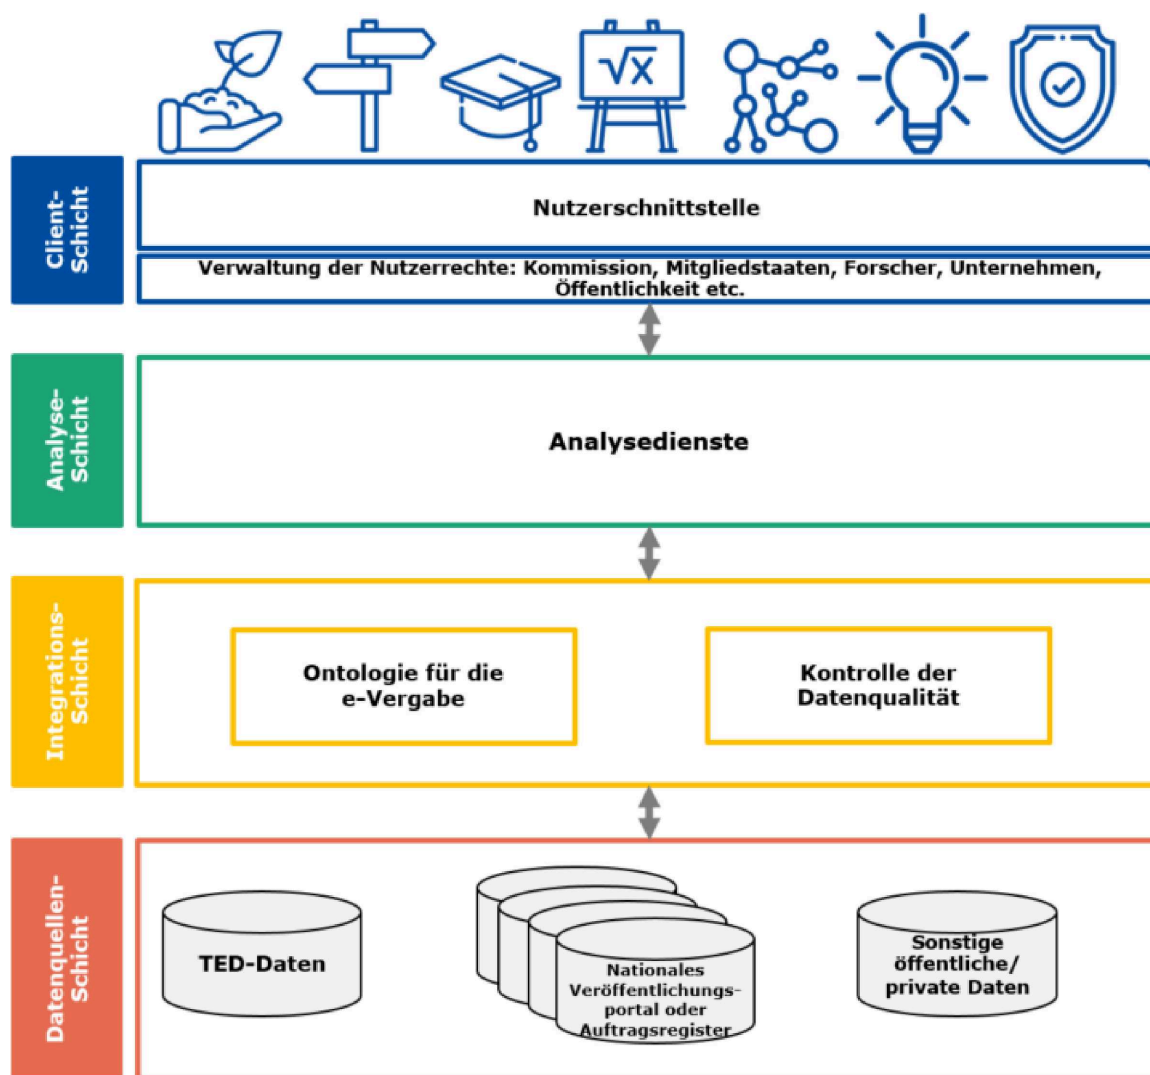 √x
Client-
Schicht
Nutzerschnittstelle
Verwaltung der Nutzerrechte: Kommission, Mitgliedstaaten, Forscher, Unternehmen,
Öffentlichkeit etc.
Analyse-
Schicht
Analysedienste
Integrations-
Schicht
Ontologie für die
e-Vergabe
Kontrolle der
Datenqualität
Datenquellen-
Schicht
TED-Daten
Nationales
Veröffentlichungs-
portal oder
Auftragsregister
Sonstige
öffentliche/
private Daten